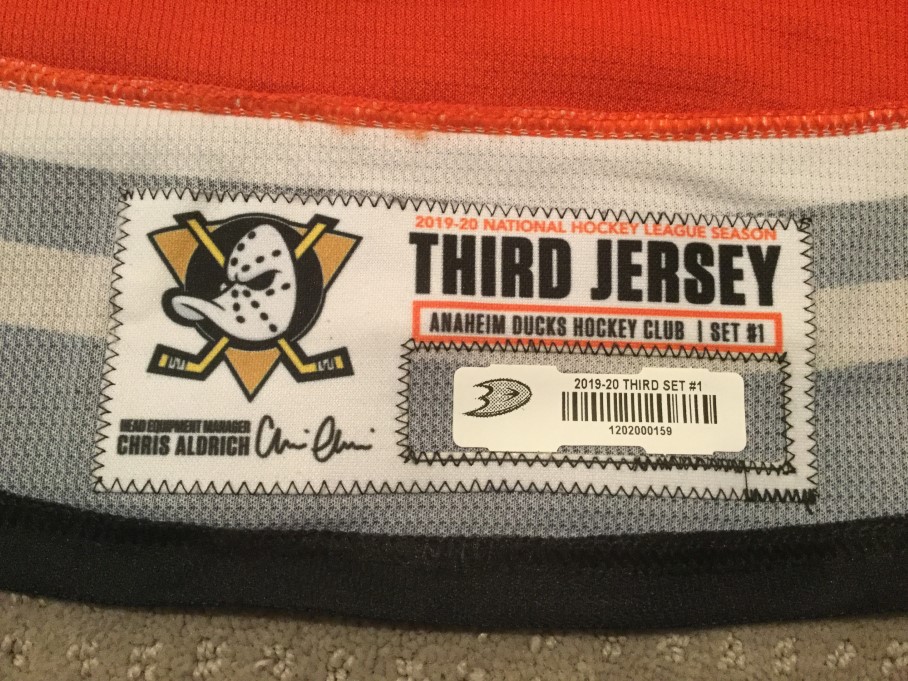 2019-20 NATIONAL HOCKEY LEAGUE SEASON
THIRD JERSEY
ANAHEIM DUCKS HOCKEY CLUB | SET #1
2019-20 THIRD SET #1
1202000159
HEAD EQUIPMENT MANAGER
CHRIS ALDRICH